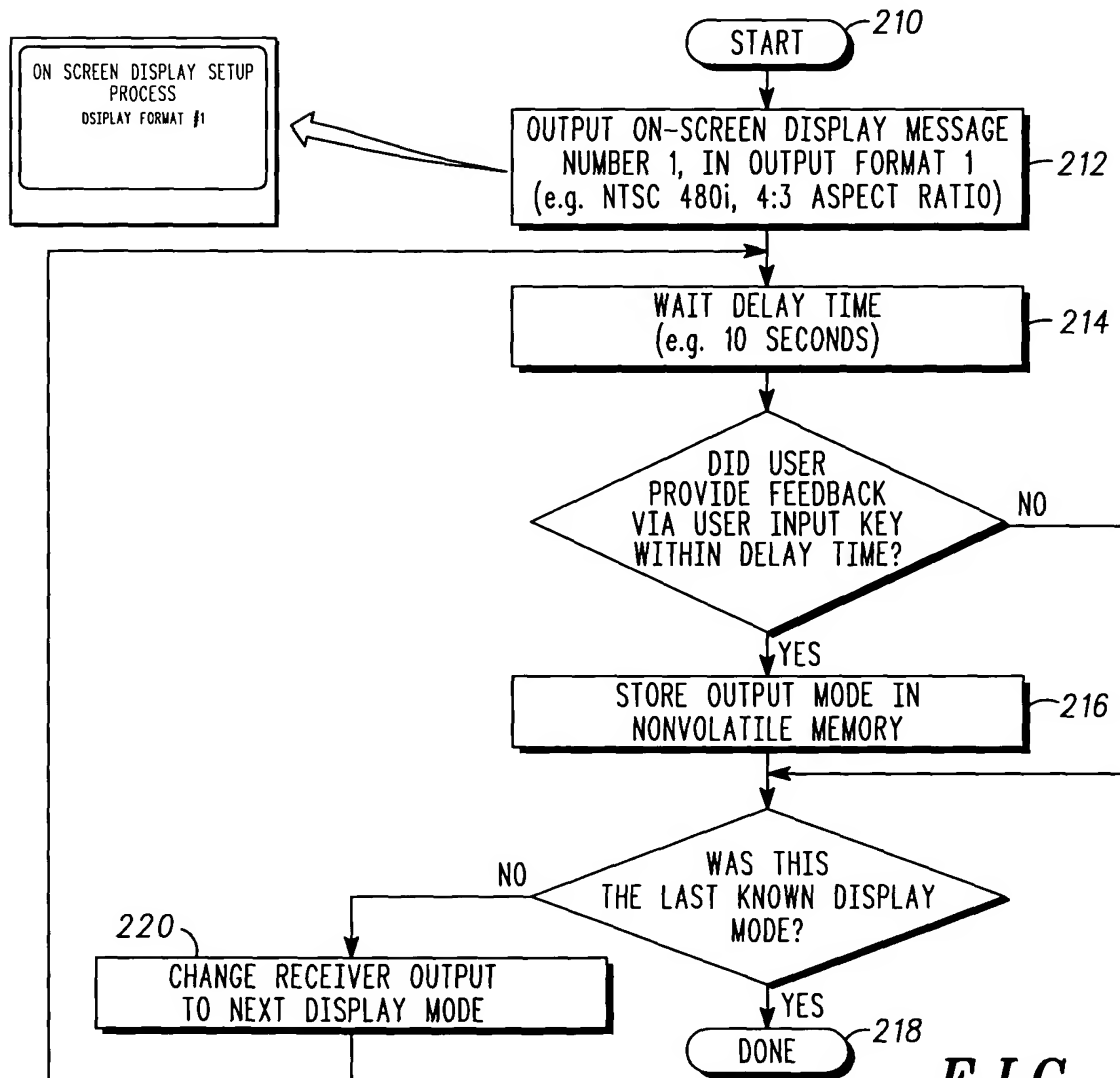 ON SCREEN DISPLAY SETUP
PROCESS
DSIPLAY FORMAT #1
START
210
OUTPUT ON-SCREEN DISPLAY MESSAGE
NUMBER 1, IN OUTPUT FORMAT 1
(e.g. NTSC 480i, 4:3 ASPECT RATIO)
212
WAIT DELAY TIME
(e.g. 10 SECONDS)
214
DID USER
PROVIDE FEEDBACK
VIA USER INPUT KEY
WITHIN DELAY TIME?
NO
YES
STORE OUTPUT MODE IN
NONVOLATILE MEMORY
216
WAS THIS
THE LAST KNOWN DISPLAY
MODE?
NO
220
CHANGE RECEIVER OUTPUT
TO NEXT DISPLAY MODE
YES
DONE
218
FIG